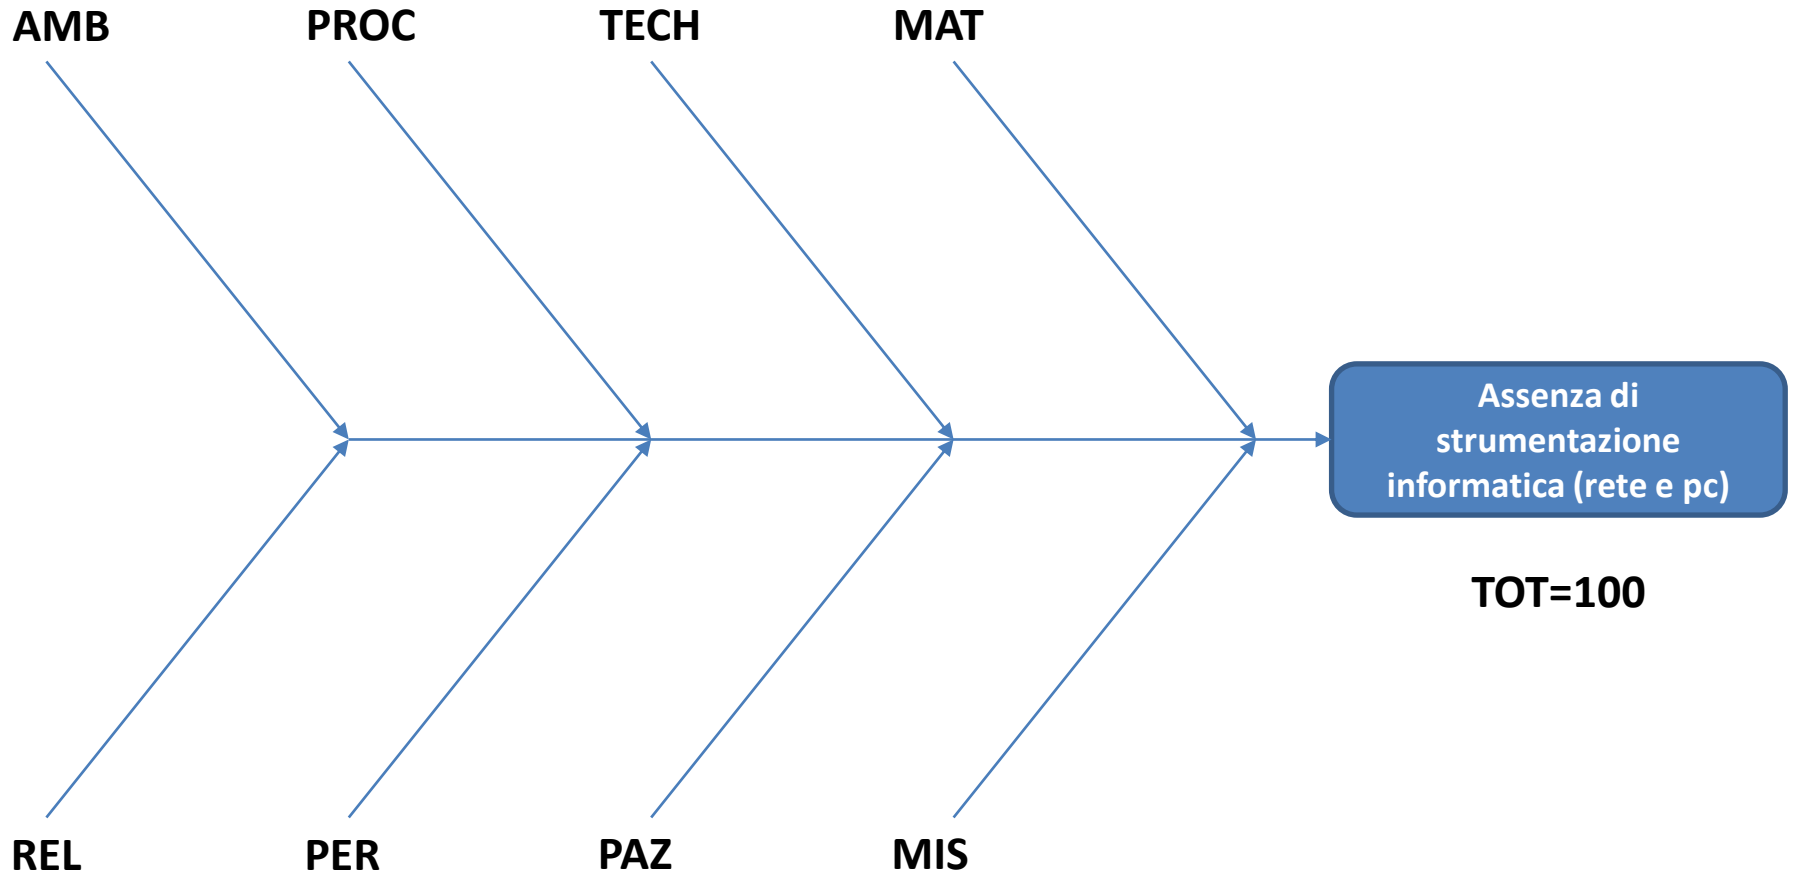 AMB
PROC
TECH
MAT
Assenza di
strumentazione
informatica (rete e pc)
TOT=100
REL
PER
PAZ
MIS